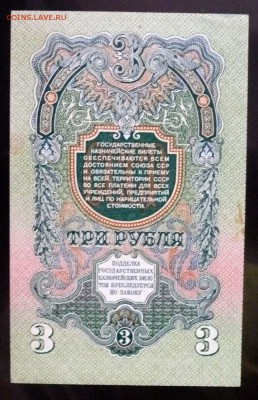 COINS.LAVE.RU
3
ГОСУДАРСТВЕННЫЕ
КАЗНАЧЕЙСКИЕ БИЛЕТЫ
ОБЕСПЕЧИВАЮТСЯ ВСЕМ
ДОСТОЯНИЕМ СОЮЗА ССР
И ОБЯЗАТЕЛЬНЫ К ПРИЕМУ
НА ВСЕЙ ТЕРРИТОРИИ СССР
ВО ВСЕ ПЛАТЕЖИ ДЛЯ ВСЕХ
УЧРЕЖДЕНИЙ, ПРЕДПРИЯТИЙ
И ЛИЦ ПО НАРИЦАТЕЛЬНОЙ
СТОИМОСТИ.
ТРИ РУБЛЯ
ПОДДЕЛКА
ГОСУДАРСТВЕННЫХ
КАЗНАЧЕЙСКИХ БИЛЕ
ТОВ ПРЕСЛЕДУЕТСЯ
ПО ЗАКОНУ
3 3 3